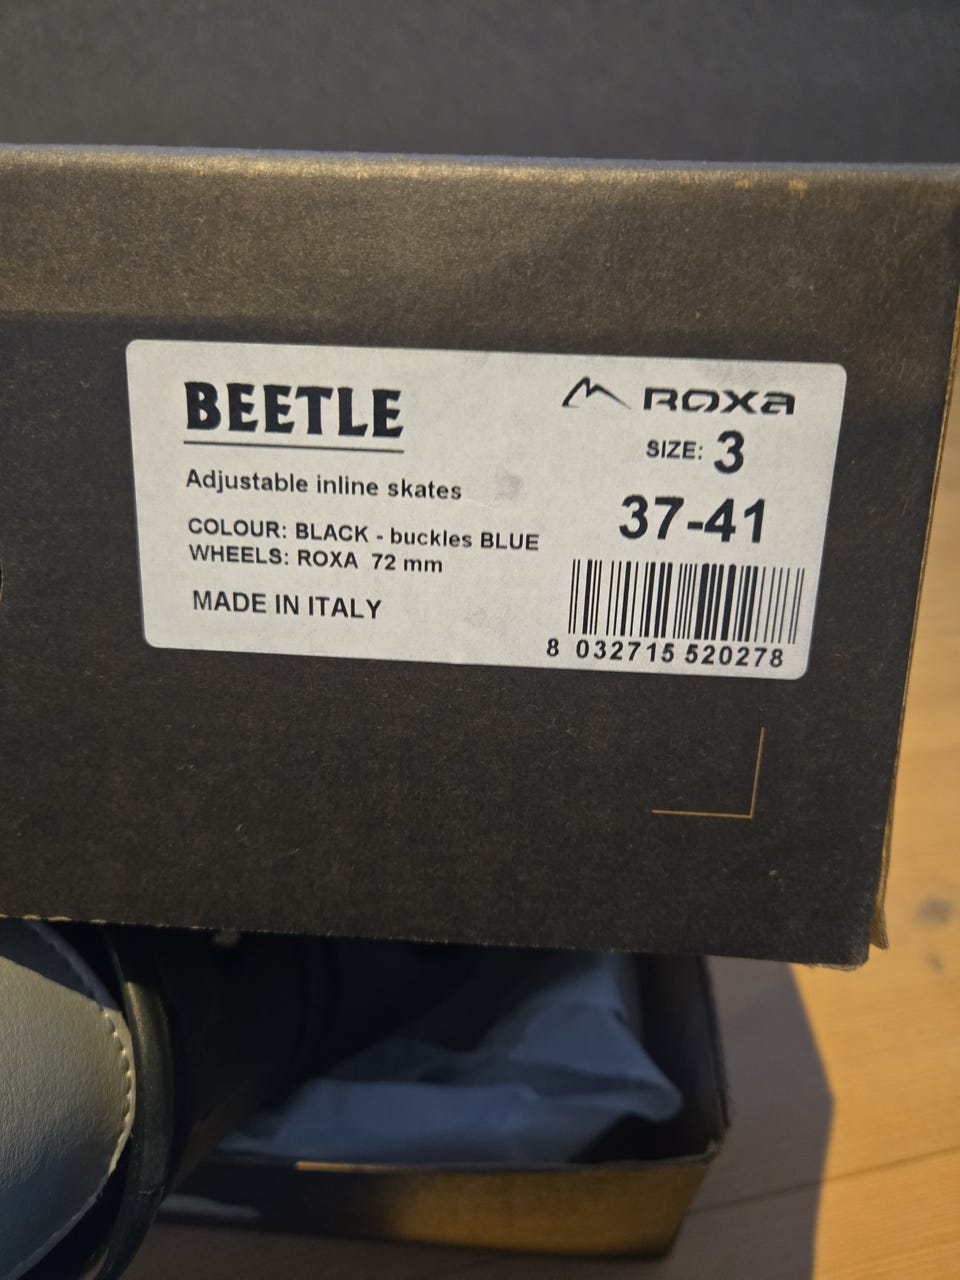 BEETLE
Adjustable inline skates
COLOUR: BLACK - buckles BLUE
WHEELS: ROXA 72 mm
MADE IN ITALY
ROXA
SIZE: 3
37-41
8 032715 520278